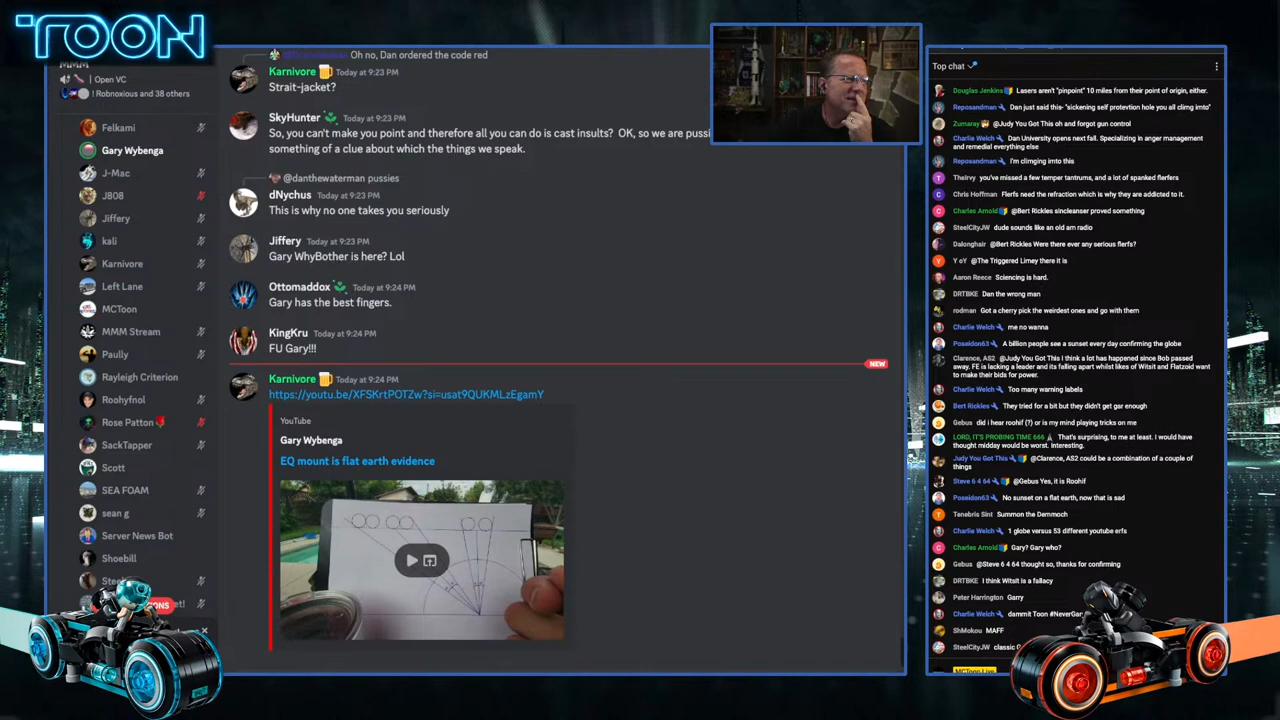 TOON
Open VC
! Robnoxious and 38 others
Felkami
Gary Wybenga
J-Mac
J808
Jiffery
kali
Karnivore
Left Lane
MCToon
MMM Stream
Paully
Rayleigh Criterion
Roohyfnol
Rose Patton
SackTapper
Scott
SEA FOAM
sean g
Server News Bot
Shoebill
Oh no, Dan ordered the code red
Karnivore Today at 9:23 PM
Strait-jacket?
SkyHunter Today at 9:23 PM
So, you can't make you point and therefore all you can do is cast insults? OK, so we are pussi
something of a clue about which the things we speak.
@danthewaterman pussies
dNychus Today at 9:23 PM
This is why no one takes you seriously
Jiffery Today at 9:23 PM
Gary WhyBother is here? Lol
Ottomaddox Today at 9:24 PM
Gary has the best fingers.
KingKru Today at 9:24 PM
FU Gary!!!
NEW
Karnivore Today at 9:24 PM
https://youtu.be/XFSKrtPOTZw?si=usat9QUKMLzEgamY
YouTube
Gary Wybenga
EQ mount is flat earth evidence
Top chat
Douglas Jenkins Lasers aren't "pinpoint" 10 miles from their point of origin, either.
Reposandman Dan just said this- "sickening self protevtion hole you all climg imto"
Zumaray @Judy You Got This oh and forgot gun control
Charlie Welch Dan University opens next fall. Specializing in anger management
and remedial everything else
Reposandman I'm climging imto this
TheIrvy you've missed a few temper tantrums, and a lot of spanked flerfers
Chris Hoffman Flerfs need the refraction which is why they are addicted to it.
Charles Arnold @Bert Rickles sincleanser proved something
SteelCityJW dude sounds like an old am radio
Dalonghair @Bert Rickles Were there ever any serious flerfs?
Y oY @The Triggered Limey there it is
Aaron Reece Sciencing is hard.
DRTBKE Dan the wrong man
rodman Got a cherry pick the weirdest ones and go with them
Charlie Welch me no wanna
Poseidon63 A billion people see a sunset every day confirming the globe
Clarence, AS2 @Judy You Got This I think a lot has happened since Bob passed
away. FE is lacking a leader and its falling apart whilst likes of Witsit and Flatzoid want
to make their bids for power.
Charlie Welch Too many warning labels
Bert Rickles They tried for a bit but they didn't get gar enough
Gebus did i hear roohif (?) or is my mind playing tricks on me
LORD, IT'S PROBING TIME 666 That's surprising, to me at least. I would have
thought midday would be worst. Interesting.
Judy You Got This @Clarence, AS2 could be a combination of a couple of
things
Steve 6 4 64 @Gebus Yes, it is Roohif
Poseidon63 No sunset on a flat earth, now that is sad
Tenebris Sint Summon the Demmoch
Charlie Welch 1 globe versus 53 different youtube erfs
Charles Arnold Gary? Gary who?
Gebus @Steve 6 4 64 thought so, thanks for confirming
DRTBKE I think Witsit is a fallacy
Peter Harrington Garry
Charlie Welch dammit Toon #NeverGar
ShMokou MAFF
SteelCityJW classic G
MCToon Live